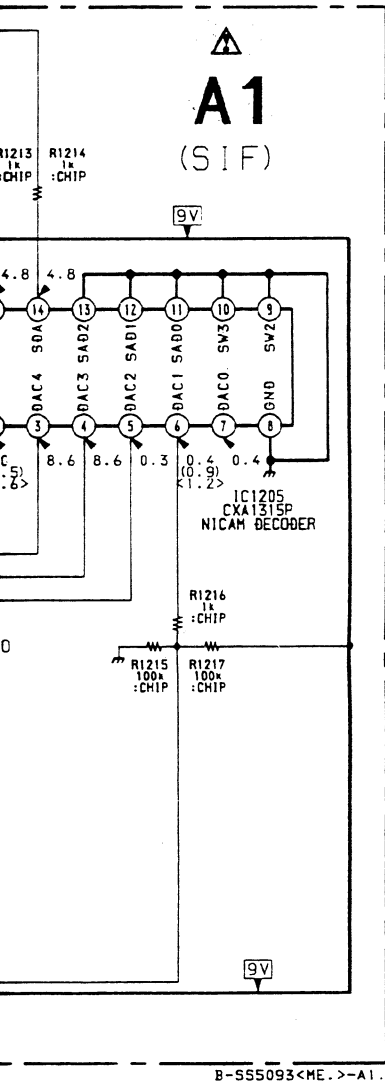 A1
(SIF)
R1213 R1214
1k 1k
:CHIP :CHIP
9V
4.8 4.8
14 13 12 11 10 9
SDA SAD2 SAD1 SAD0 SW3 SW2
DAC4 DAC3 DAC2 DAC1 DAC0 GND
3 4 5 6 7 8
8.6 8.6 0.3 0.4 0.4
(0.9)
<1.2>
IC1205
CXA1315P
NICAM DECODER
R1216
1k
:CHIP
R1215 R1217
100k 100k
:CHIP :CHIP
9V
B-SS5093<ME.>-A1.